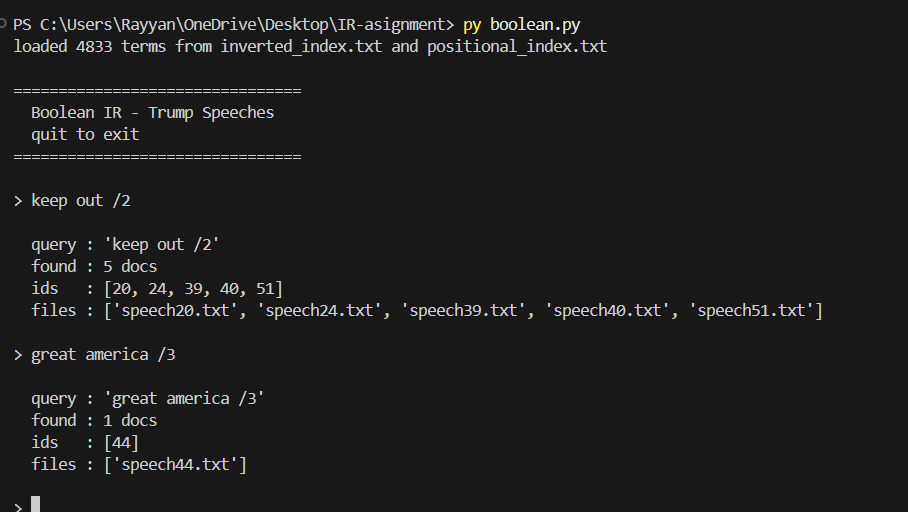 PS C:\Users\Rayyan\OneDrive\Desktop\IR-asignment> py boolean.py
loaded 4833 terms from inverted_index.txt and positional_index.txt
================================
Boolean IR - Trump Speeches
quit to exit
================================
> keep out /2
query : 'keep out /2'
found : 5 docs
ids   : [20, 24, 39, 40, 51]
files : ['speech20.txt', 'speech24.txt', 'speech39.txt', 'speech40.txt', 'speech51.txt']
> great america /3
query : 'great america /3'
found : 1 docs
ids   : [44]
files : ['speech44.txt']
>